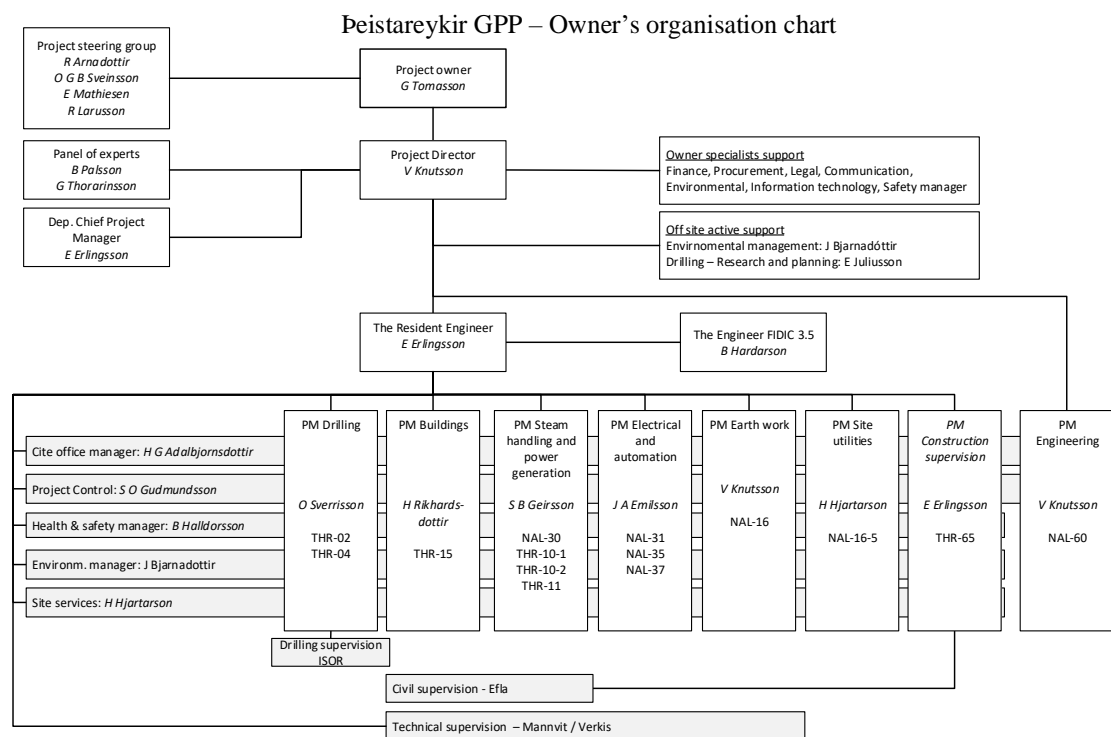 Þeistareykir GPP – Owner's organisation chart
Project steering group
R Arnadottir
O G B Sveinsson
E Mathiesen
R Larusson
Project owner
G Tomasson
Panel of experts
B Palsson
G Thorarinsson
Project Director
V Knutsson
Owner specialists support
Finance, Procurement, Legal, Communication,
Environmental, Information technology, Safety manager
Dep. Chief Project
Manager
E Erlingsson
Off site active support
Envirnomental management: J Bjarnadóttir
Drilling – Research and planning: E Juliusson
The Resident Engineer
E Erlingsson
The Engineer FIDIC 3.5
B Hardarson
Cite office manager: H G Adalbjornsdottir
Project Control: S O Gudmundsson
Health & safety manager: B Halldorsson
Environm. manager: J Bjarnadottir
Site services: H Hjartarson
PM Drilling
O Sverrisson
THR-02
THR-04
PM Buildings
H Rikhards-
dottir
THR-15
PM Steam
handling and
power
generation
S B Geirsson
NAL-30
THR-10-1
THR-10-2
THR-11
PM Electrical
and
automation
J A Emilsson
NAL-31
NAL-35
NAL-37
PM Earth work
V Knutsson
NAL-16
PM Site
utilities
H Hjartarson
NAL-16-5
PM
Construction
supervision
E Erlingsson
THR-65
PM
Engineering
V Knutsson
NAL-60
Drilling supervision
ISOR
Civil supervision - Efla
Technical supervision – Mannvit / Verkis